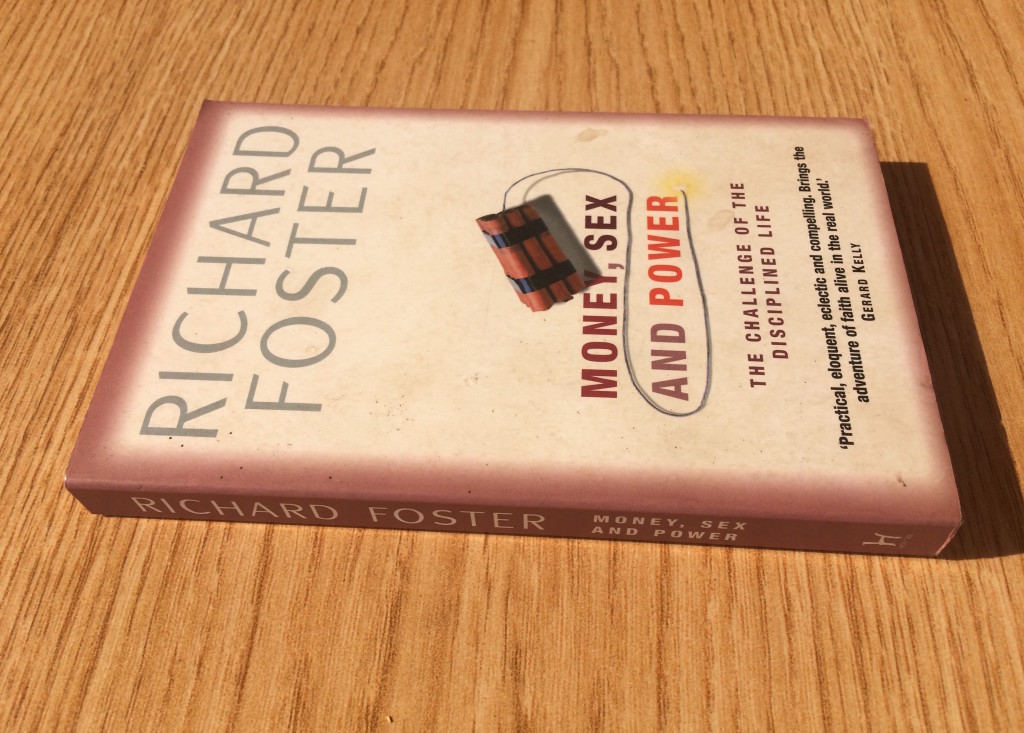 RICHARD
FOSTER
MONEY, SEX
AND POWER
THE CHALLENGE OF THE
DISCIPLINED LIFE
'Practical, eloquent, eclectic and compelling. Brings the
adventure of faith alive in the real world.'
GERARD KELLY
RICHARD FOSTER
MONEY, SEX
AND POWER
H